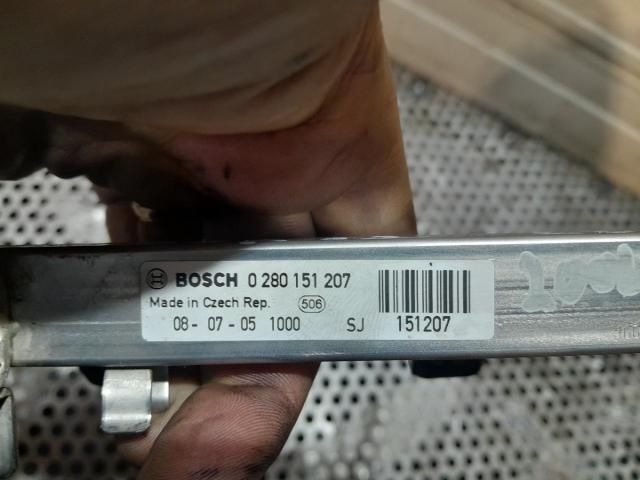 BOSCH 0 280 151 207
Made in Czech Rep. 506
08- 07- 05 1000 SJ 151207